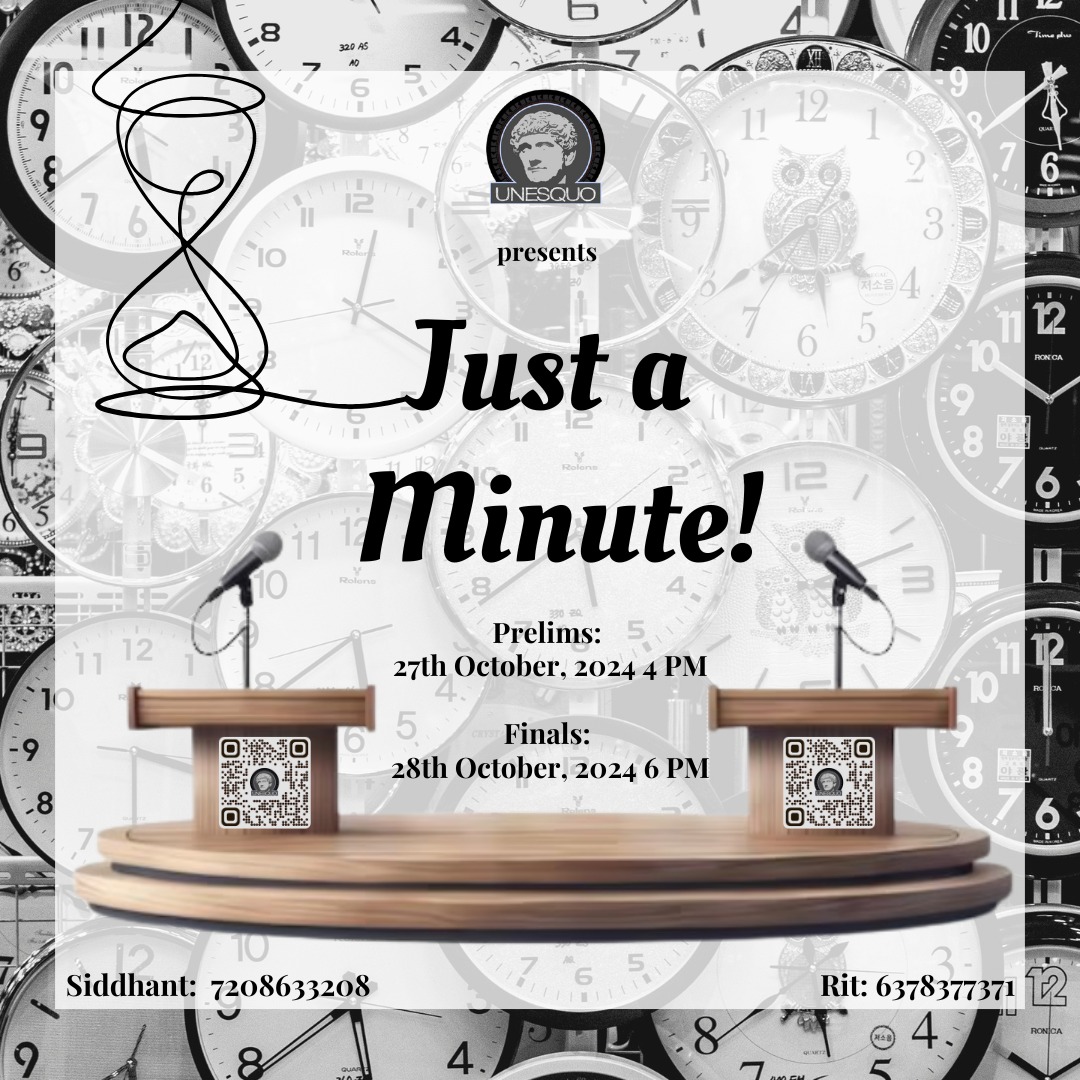 UNESQUO
presents
Just a
Minute!
Prelims:
27th October, 2024 4 PM
Finals:
28th October, 2024 6 PM
Siddhant: 7208633208
Rit: 6378377371